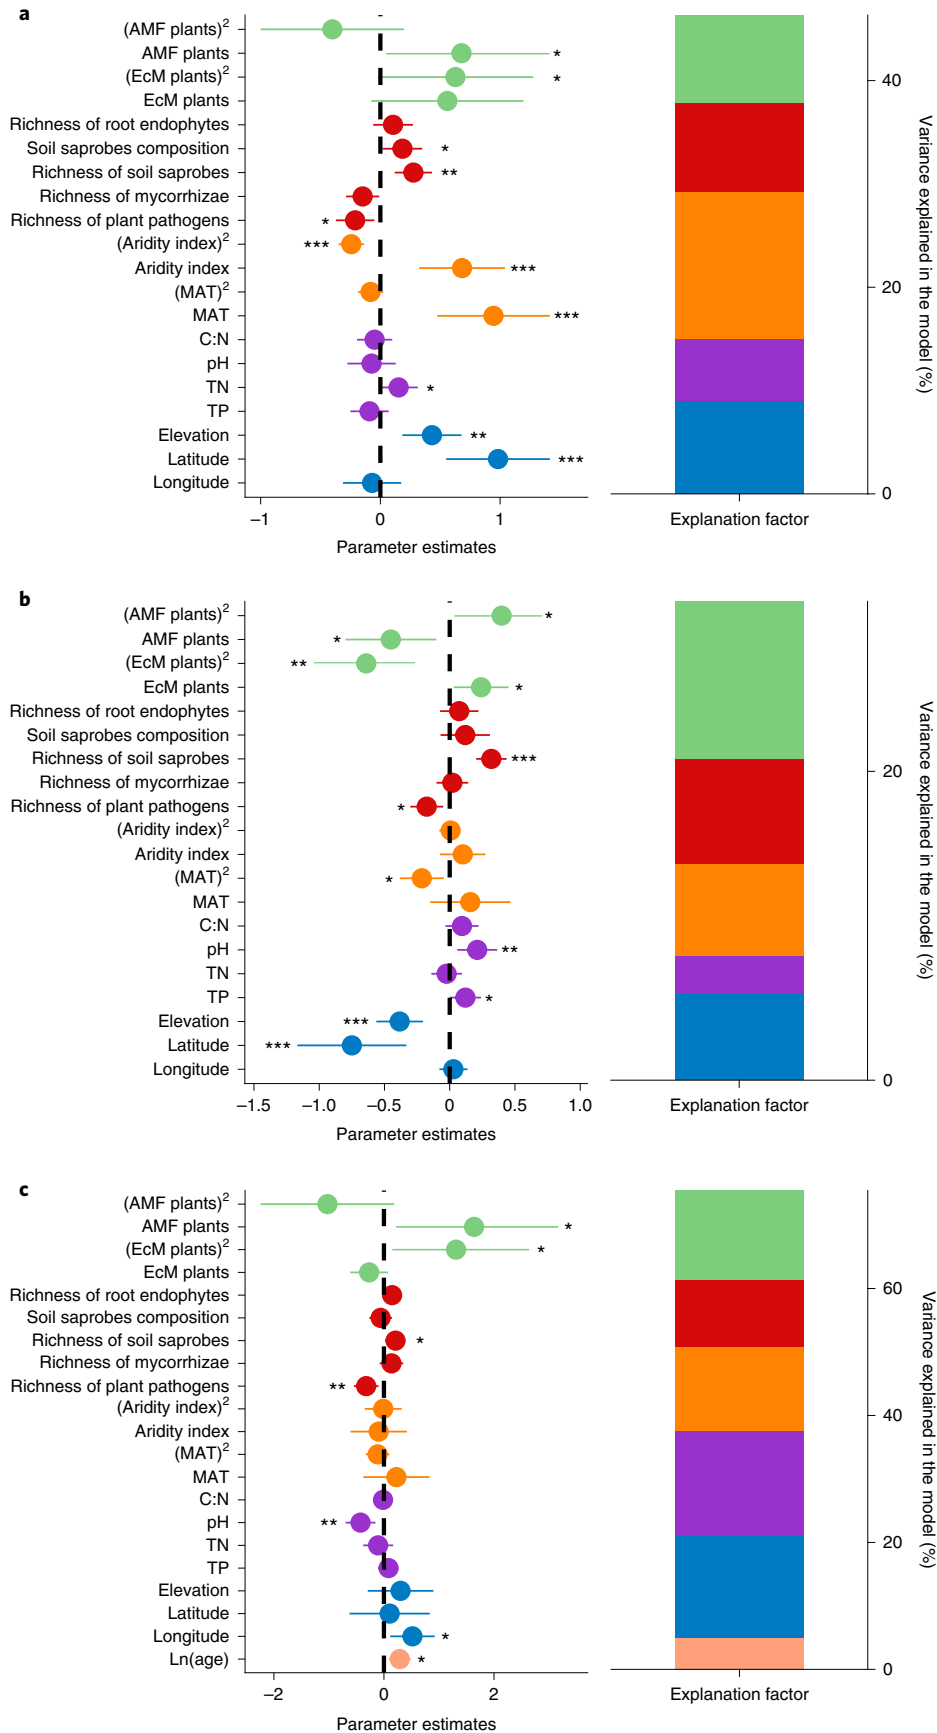 a
(AMF plants)²
AMF plants
*
(EcM plants)²
*
EcM plants
Richness of root endophytes
Soil saprobes composition
*
Richness of soil saprobes
**
Richness of mycorrhizae
Richness of plant pathogens
*
(Aridity index)²
***
Aridity index
***
(MAT)²
MAT
***
C:N
pH
TN
*
TP
Elevation
**
Latitude
***
Longitude
−1
0
1
Parameter estimates
40
20
0
Variance explained in the model (%)
Explanation factor
b
(AMF plants)²
*
AMF plants
*
(EcM plants)²
**
EcM plants
*
Richness of root endophytes
Soil saprobes composition
Richness of soil saprobes
***
Richness of mycorrhizae
Richness of plant pathogens
*
(Aridity index)²
Aridity index
(MAT)²
*
MAT
C:N
pH
**
TN
TP
*
Elevation
***
Latitude
***
Longitude
−1.5
−1.0
−0.5
0
0.5
1.0
Parameter estimates
20
0
Variance explained in the model (%)
Explanation factor
c
(AMF plants)²
AMF plants
*
(EcM plants)²
*
EcM plants
Richness of root endophytes
Soil saprobes composition
Richness of soil saprobes
*
Richness of mycorrhizae
Richness of plant pathogens
**
(Aridity index)²
Aridity index
(MAT)²
MAT
C:N
pH
**
TN
TP
Elevation
Latitude
Longitude
*
Ln(age)
*
−2
0
2
Parameter estimates
60
40
20
0
Variance explained in the model (%)
Explanation factor